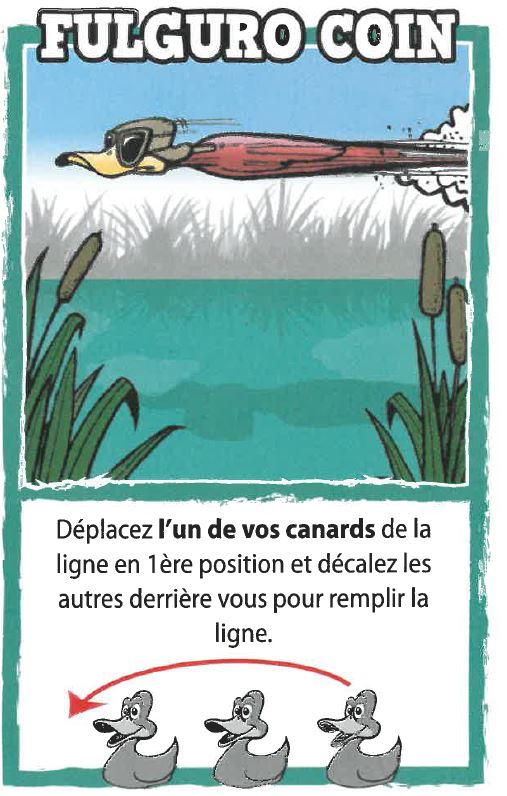 FULGURO COIN
Déplacez l'un de vos canards de la
ligne en 1ère position et décalez les
autres derrière vous pour remplir la
ligne.